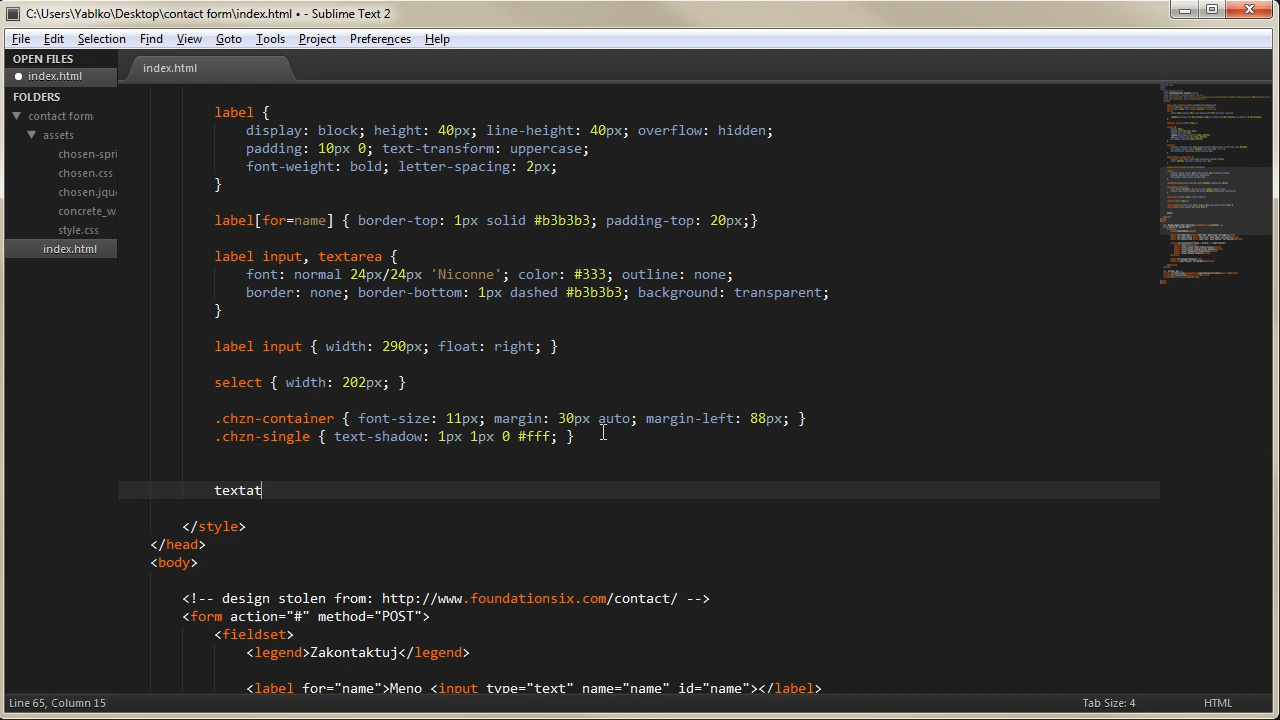 C:\Users\Yablko\Desktop\contact form\index.html • - Sublime Text 2
File Edit Selection Find View Goto Tools Project Preferences Help
OPEN FILES
index.html
FOLDERS
contact form
assets
chosen-spri
chosen.css
chosen.jque
concrete_wa
style.css
index.html
index.html
label {
display: block; height: 40px; line-height: 40px; overflow: hidden;
padding: 10px 0; text-transform: uppercase;
font-weight: bold; letter-spacing: 2px;
}
label[for=name] { border-top: 1px solid #b3b3b3; padding-top: 20px;}
label input, textarea {
font: normal 24px/24px 'Niconne'; color: #333; outline: none;
border: none; border-bottom: 1px dashed #b3b3b3; background: transparent;
}
label input { width: 290px; float: right; }
select { width: 202px; }
.chzn-container { font-size: 11px; margin: 30px auto; margin-left: 88px; }
.chzn-single { text-shadow: 1px 1px 0 #fff; }
textat
</style>
</head>
<body>
<!-- design stolen from: http://www.foundationsix.com/contact/ -->
<form action="#" method="POST">
<fieldset>
<legend>Zakontaktuj</legend>
<label for="name">Meno <input type="text" name="name" id="name"></label>
Line 65, Column 15
Tab Size: 4
HTML